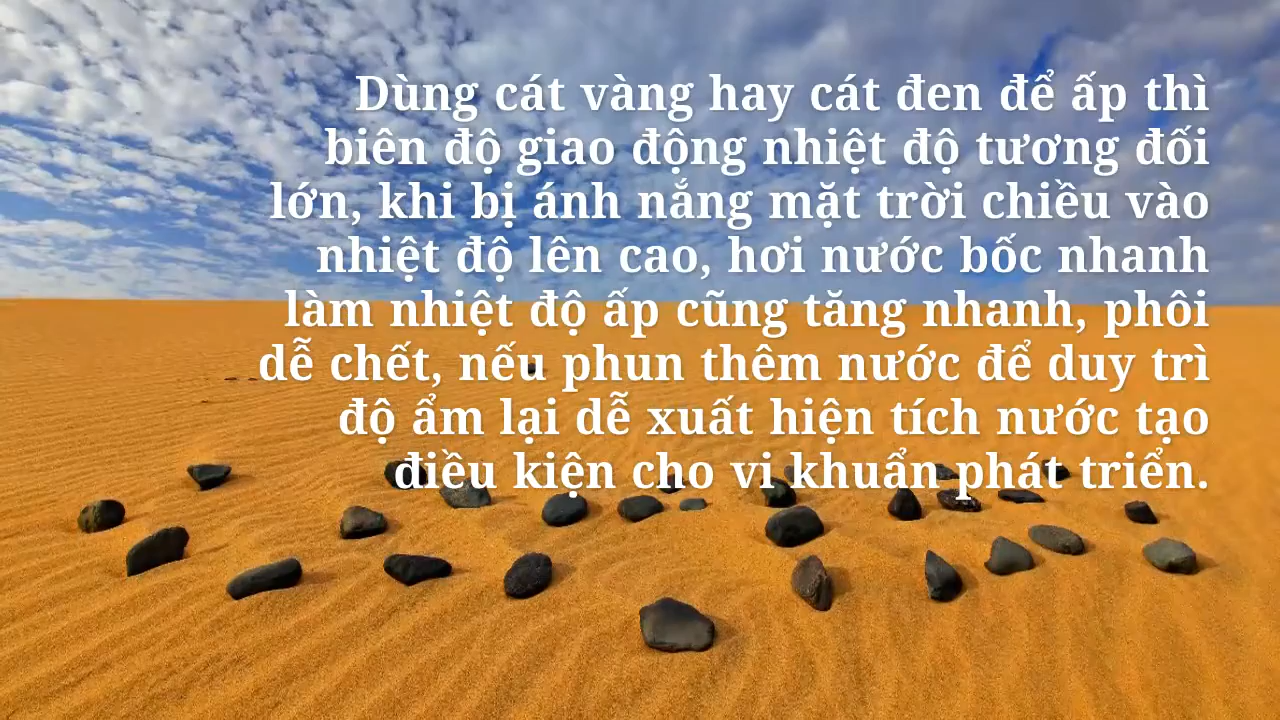 Dùng cát vàng hay cát đen để ấp thì
biên độ giao động nhiệt độ tương đối
lớn, khi bị ánh nắng mặt trời chiều vào
nhiệt độ lên cao, hơi nước bốc nhanh
làm nhiệt độ ấp cũng tăng nhanh, phôi
dễ chết, nếu phun thêm nước để duy trì
độ ẩm lại dễ xuất hiện tích nước tạo
điều kiện cho vi khuẩn phát triển.